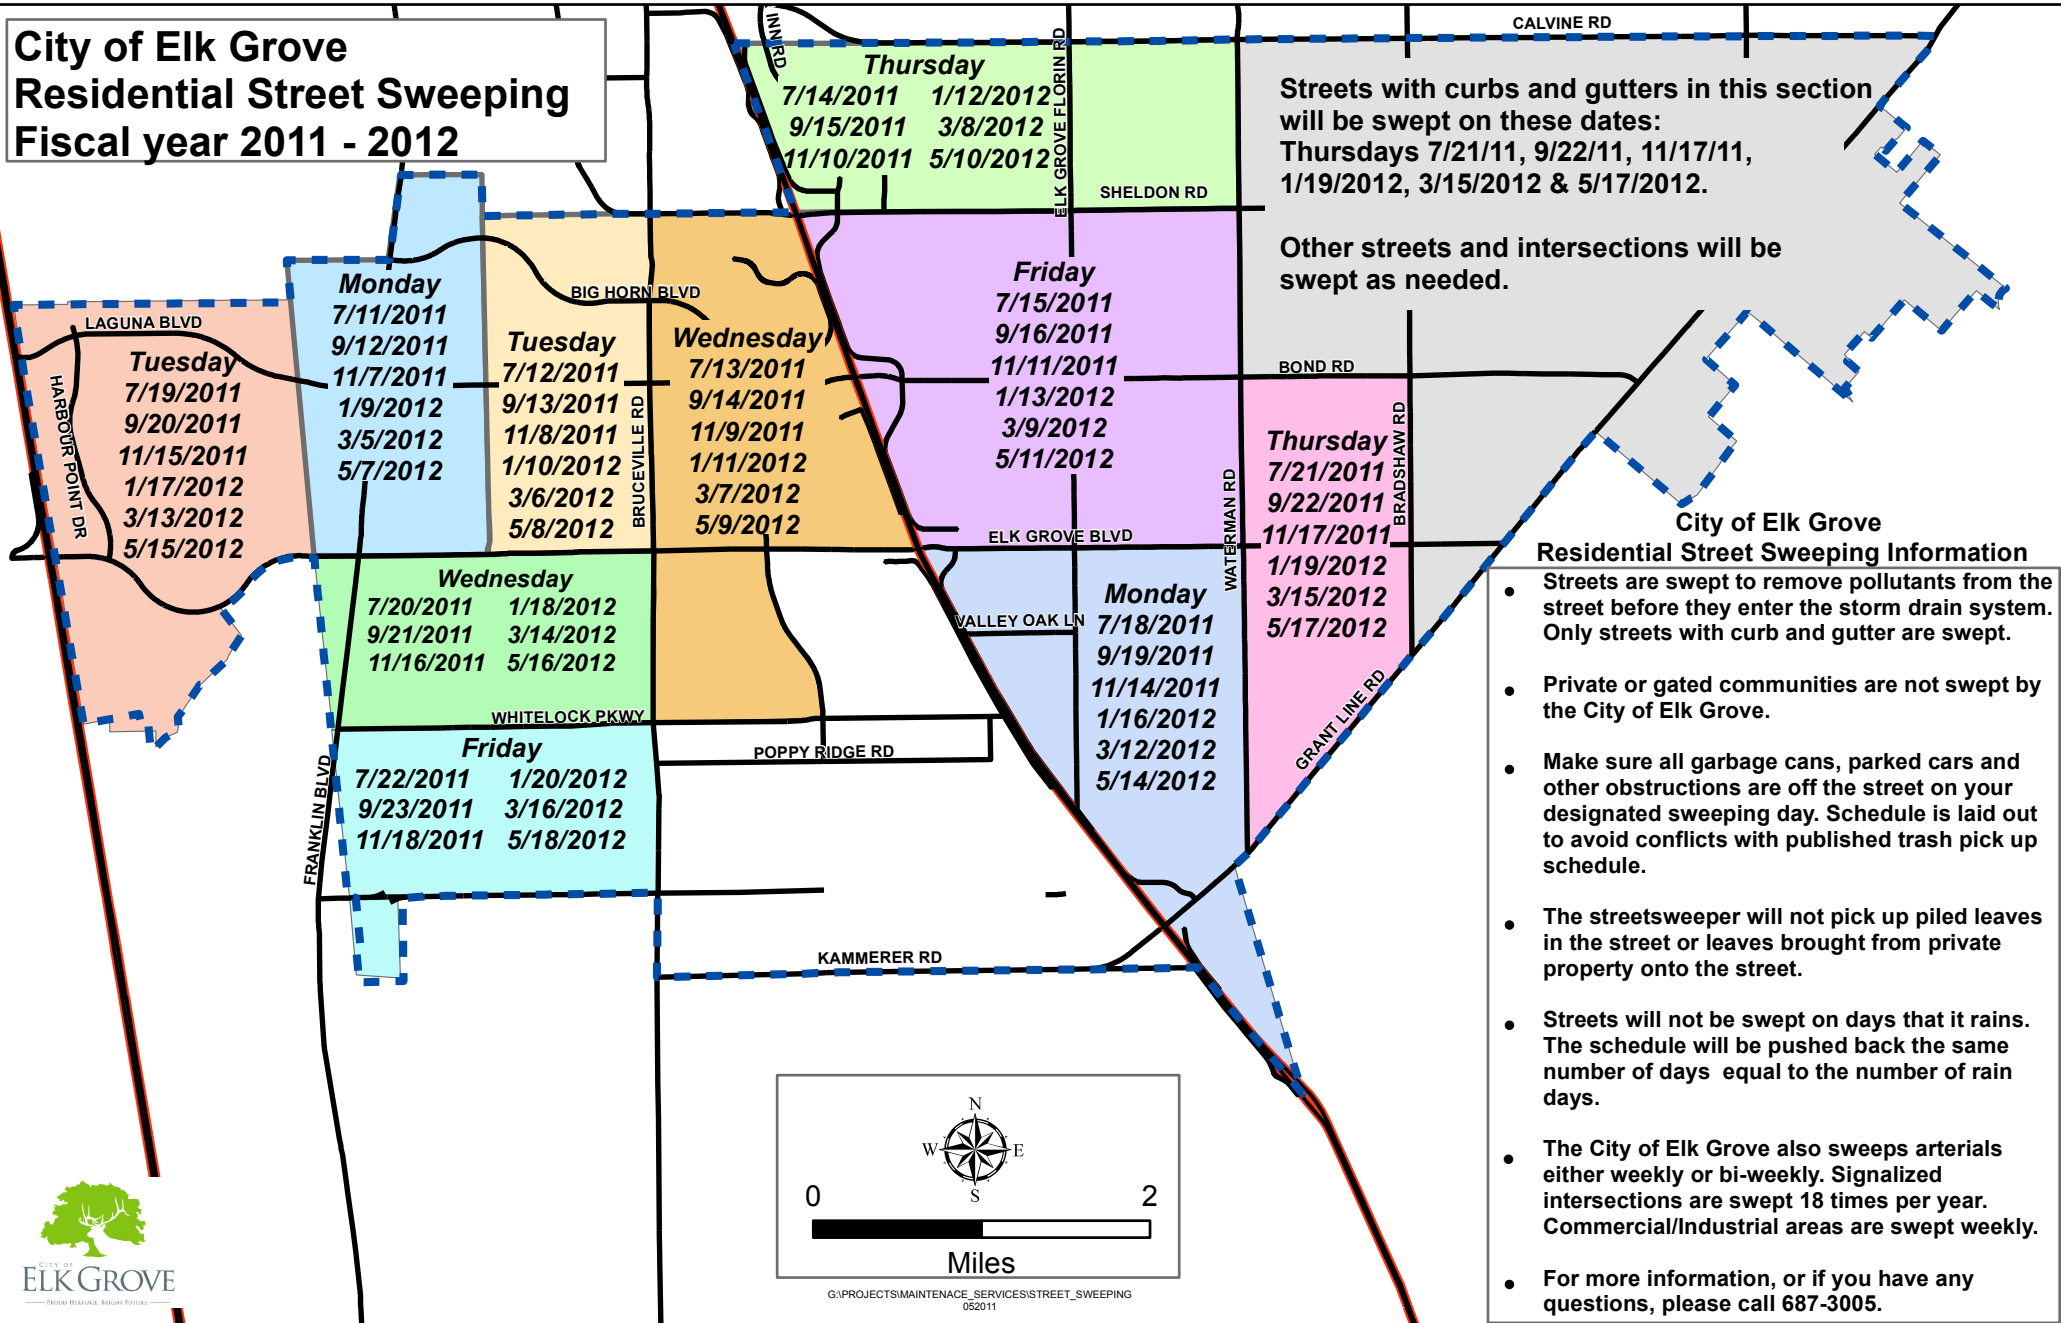 City of Elk Grove
Residential Street Sweeping
Fiscal year 2011 - 2012
INN RD
CALVINE RD
ELK GROVE FLORIN RD
Thursday
7/14/2011 1/12/2012
9/15/2011 3/8/2012
11/10/2011 5/10/2012
Streets with curbs and gutters in this section
will be swept on these dates:
Thursdays 7/21/11, 9/22/11, 11/17/11,
1/19/2012, 3/15/2012 & 5/17/2012.
Other streets and intersections will be
swept as needed.
SHELDON RD
Monday
7/11/2011
9/12/2011
11/7/2011
1/9/2012
3/5/2012
5/7/2012
BIG HORN BLVD
LAGUNA BLVD
HARBOUR POINT DR
Tuesday
7/19/2011
9/20/2011
11/15/2011
1/17/2012
3/13/2012
5/15/2012
Tuesday
7/12/2011
9/13/2011
11/8/2011
1/10/2012
3/6/2012
5/8/2012
BRUCEVILLE RD
Wednesday
7/13/2011
9/14/2011
11/9/2011
1/11/2012
3/7/2012
5/9/2012
Friday
7/15/2011
9/16/2011
11/11/2011
1/13/2012
3/9/2012
5/11/2012
BOND RD
WATERMAN RD
BRADSHAW RD
Thursday
7/21/2011
9/22/2011
11/17/2011
1/19/2012
3/15/2012
5/17/2012
ELK GROVE BLVD
Wednesday
7/20/2011 1/18/2012
9/21/2011 3/14/2012
11/16/2011 5/16/2012
VALLEY OAK LN
Monday
7/18/2011
9/19/2011
11/14/2011
1/16/2012
3/12/2012
5/14/2012
GRANT LINE RD
WHITELOCK PKWY
POPPY RIDGE RD
FRANKLIN BLVD
Friday
7/22/2011 1/20/2012
9/23/2011 3/16/2012
11/18/2011 5/18/2012
KAMMERER RD
City of Elk Grove
Residential Street Sweeping Information
• Streets are swept to remove pollutants from the
street before they enter the storm drain system.
Only streets with curb and gutter are swept.
• Private or gated communities are not swept by
the City of Elk Grove.
• Make sure all garbage cans, parked cars and
other obstructions are off the street on your
designated sweeping day. Schedule is laid out
to avoid conflicts with published trash pick up
schedule.
• The streetsweeper will not pick up piled leaves
in the street or leaves brought from private
property onto the street.
• Streets will not be swept on days that it rains.
The schedule will be pushed back the same
number of days equal to the number of rain
days.
• The City of Elk Grove also sweeps arterials
either weekly or bi-weekly. Signalized
intersections are swept 18 times per year.
Commercial/Industrial areas are swept weekly.
• For more information, or if you have any
questions, please call 687-3005.
N
W E
S
0 2
Miles
G:\PROJECTS\MAINTENACE_SERVICES\STREET_SWEEPING
052011
CITY OF
ELK GROVE
PROUD HERITAGE. BRIGHT FUTURE.